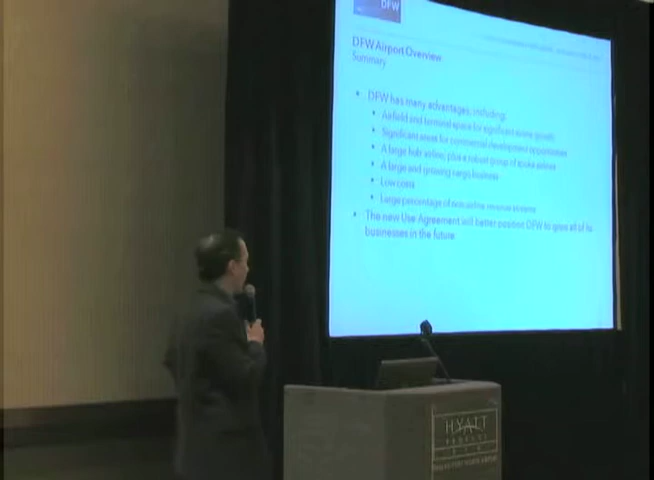 DFW
DFW Airport Overview
Summary
• DFW has many advantages, including:
• Airfield and terminal space for significant future growth
• Significant areas for commercial development opportunities
• A large hub airline, plus a robust group of spoke airlines
• A large and growing cargo business
• Low costs
• Large percentage of non-airline revenue streams
• The new Use Agreement will better position DFW to grow all of its
businesses in the future
HYATT
REGENCY
DFW